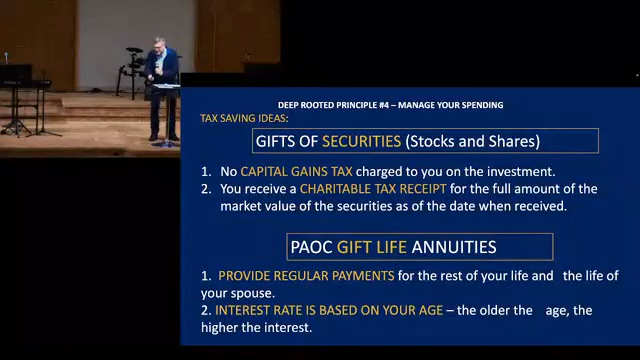 DEEP ROOTED PRINCIPLE #4 – MANAGE YOUR SPENDING
TAX SAVING IDEAS:
GIFTS OF SECURITIES (Stocks and Shares)
1. No CAPITAL GAINS TAX charged to you on the investment.
2. You receive a CHARITABLE TAX RECEIPT for the full amount of the
market value of the securities as of the date when received.
PAOC GIFT LIFE ANNUITIES
1. PROVIDE REGULAR PAYMENTS for the rest of your life and the life of
your spouse.
2. INTEREST RATE IS BASED ON YOUR AGE – the older the age, the
higher the interest.